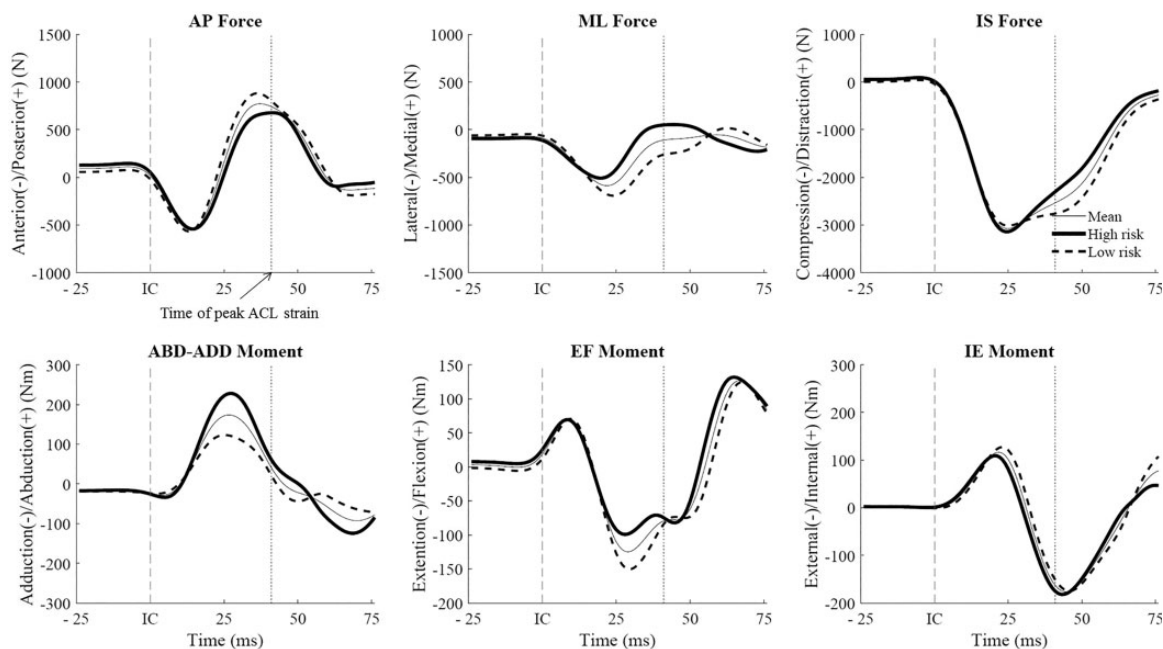 AP Force
Anterior(-)/Posterior(+) (N)
1500
1000
500
0
-500
-1000
- 25
IC
25
50
75
Time of peak ACL strain
ML Force
Lateral(-)/Medial(+) (N)
1000
500
0
-500
-1000
-1500
- 25
IC
25
50
75
IS Force
Compression(-)/Distraction(+) (N)
1000
0
-1000
-2000
-3000
-4000
- 25
IC
25
50
75
Mean
High risk
Low risk
ABD-ADD Moment
Adduction(-)/Abduction(+) (Nm)
300
200
100
0
-100
-200
-300
- 25
IC
25
50
75
Time (ms)
EF Moment
Extention(-)/Flexion(+) (Nm)
150
100
50
0
-50
-100
-150
-200
- 25
IC
25
50
75
Time (ms)
IE Moment
External(-)/Internal(+) (Nm)
300
200
100
0
-100
-200
- 25
IC
25
50
75
Time (ms)